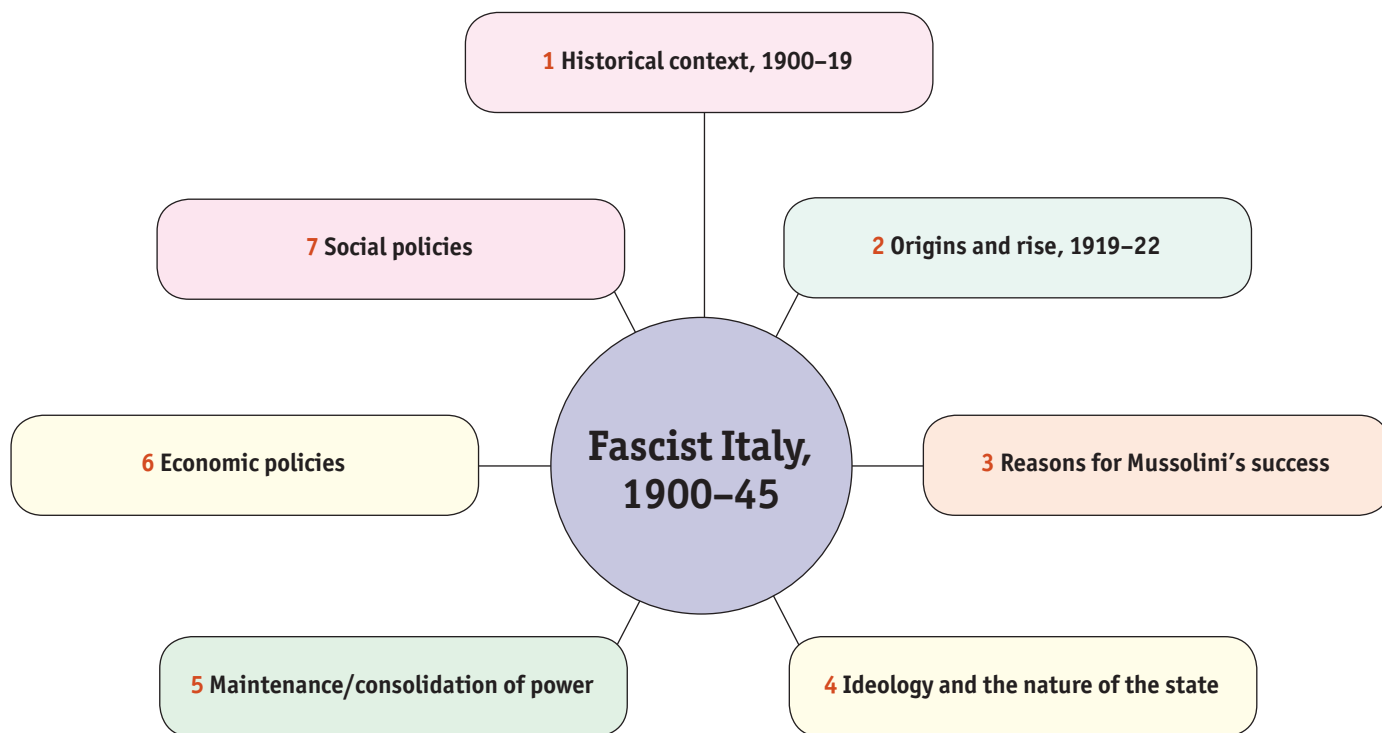 1 Historical context, 1900–19
7 Social policies
2 Origins and rise, 1919–22
Fascist Italy,
1900–45
6 Economic policies
3 Reasons for Mussolini's success
5 Maintenance/consolidation of power
4 Ideology and the nature of the state